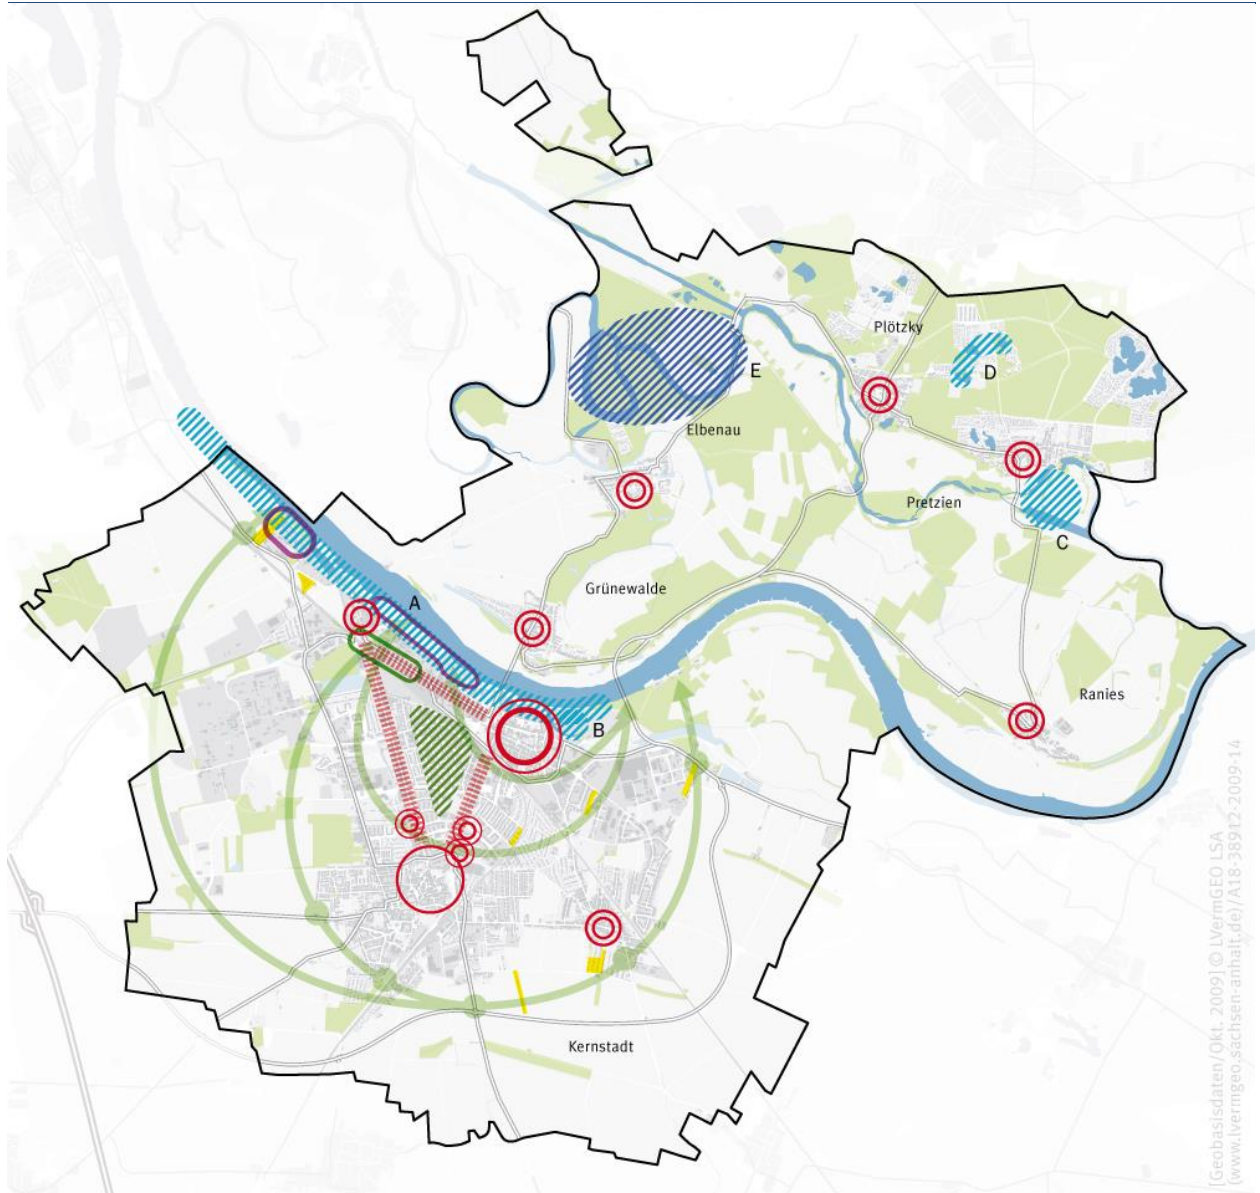 Plötzky
D
E
Elbenau
Pretzien
C
Grünewalde
A
Ranies
B
Kernstadt
[Geobasisdaten/Okt. 2009] © LVermGEO LSA
(www.lvermgeo.sachsen-anhalt.de)/A18-38912-2009-14